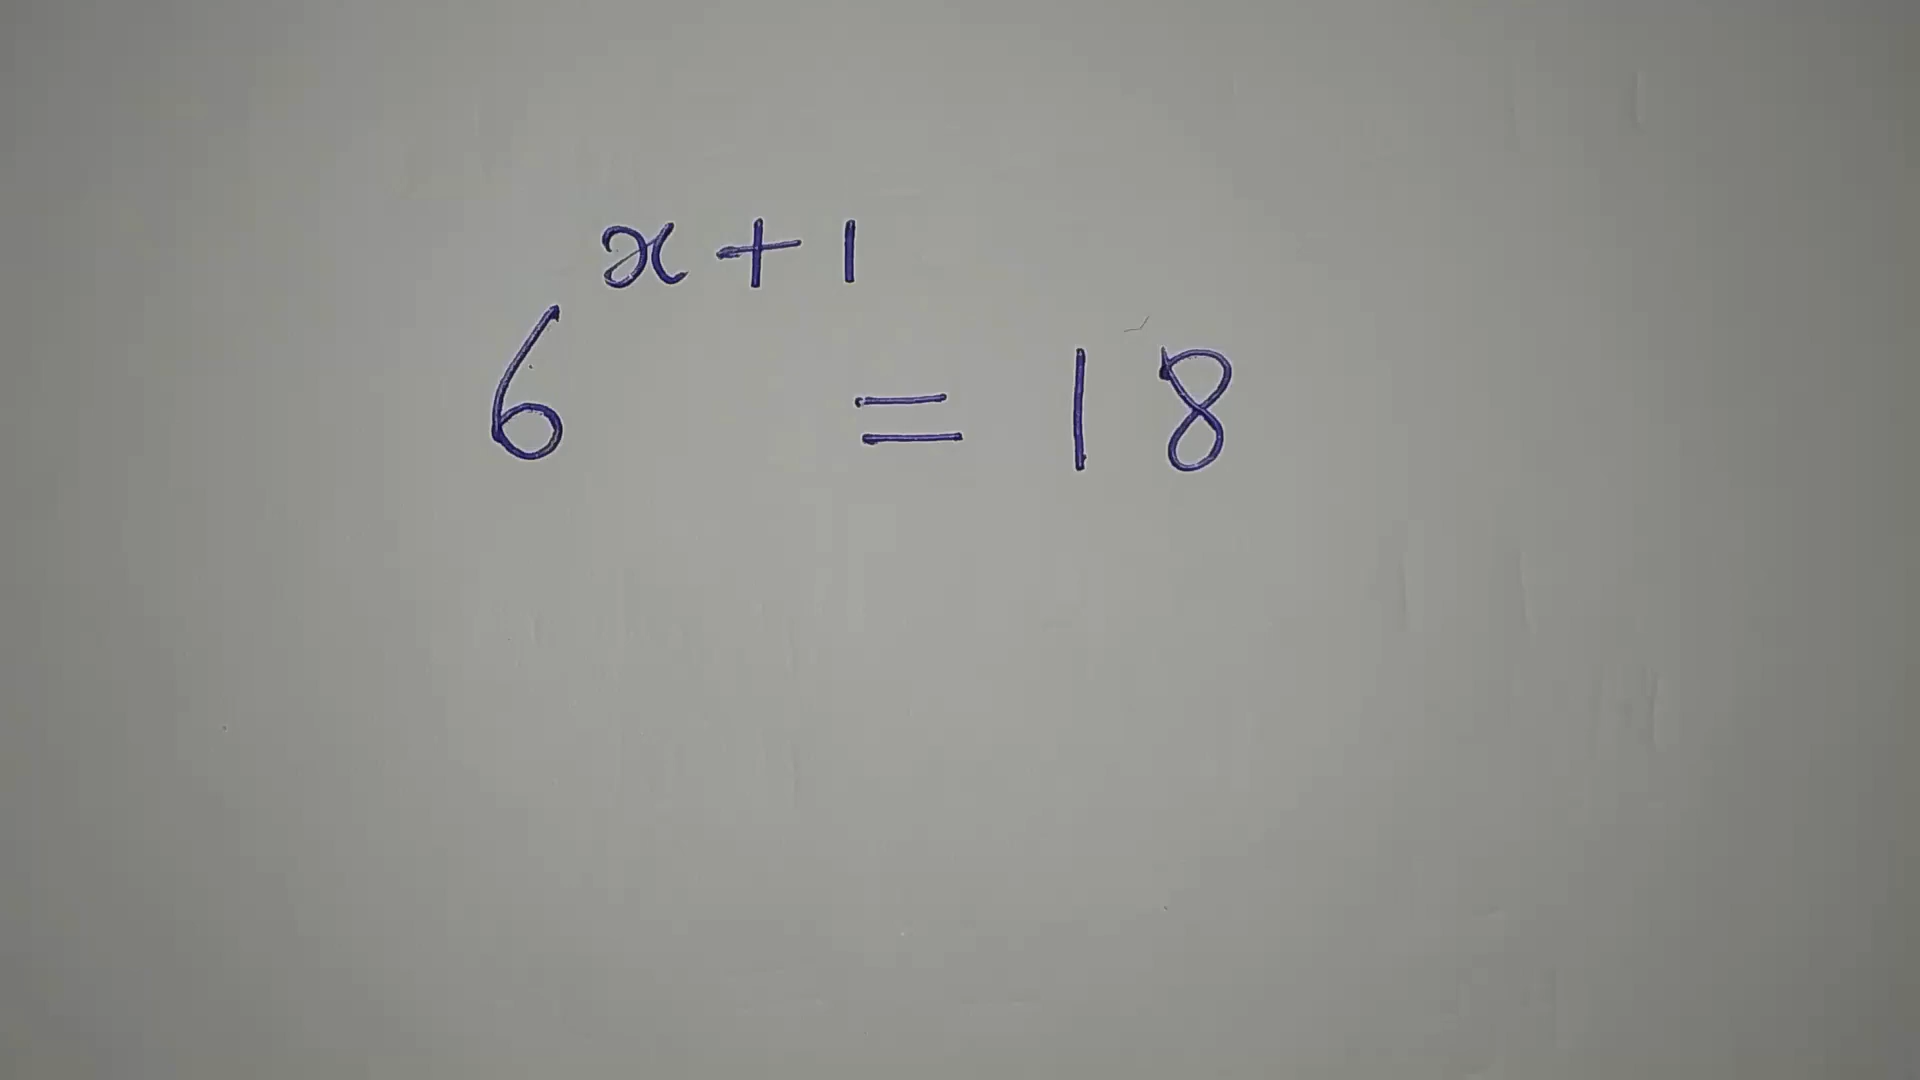 6^{x+1} = 18